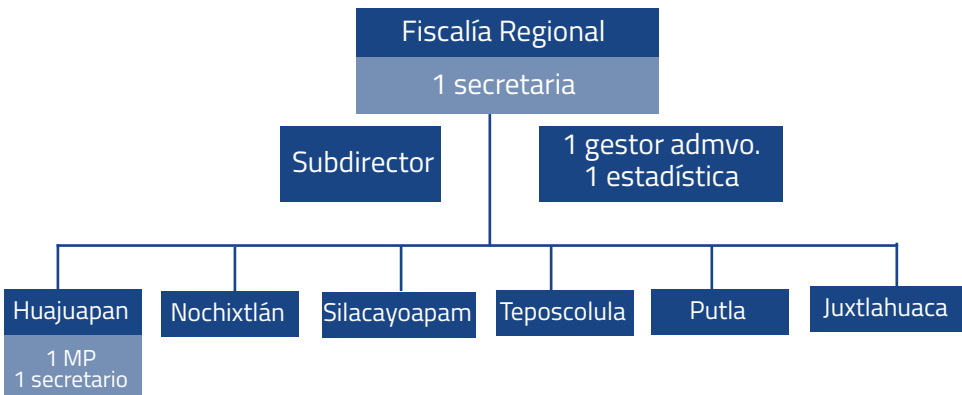 Fiscalía Regional
1 secretaria
Subdirector
1 gestor admvo.
1 estadística
Huajuapan
1 MP
1 secretario
Nochixtlán
Silacayoapam
Teposcolula
Putla
Juxtlahuaca